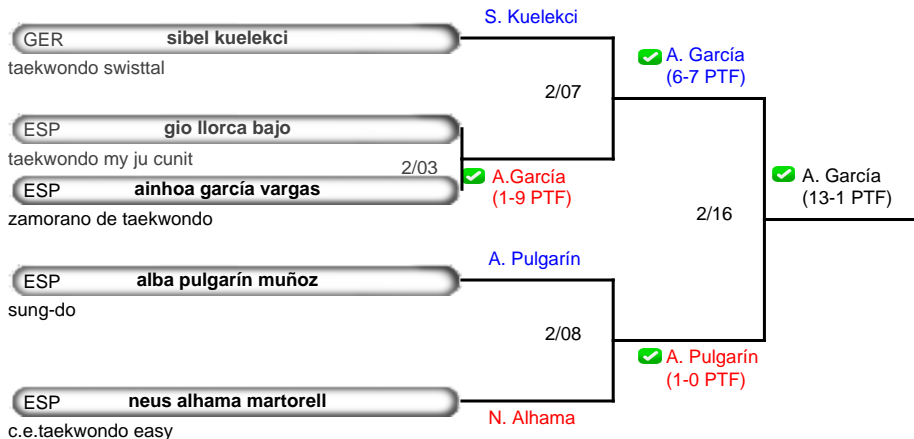 S. Kuelekci
GER sibel kuelekci
taekwondo swisttal
A. García
(6-7 PTF)
2/07
ESP gio llorca bajo
taekwondo my ju cunit
2/03
A.García
(1-9 PTF)
ESP ainhoa garcía vargas
zamorano de taekwondo
A. García
(13-1 PTF)
2/16
A. Pulgarín
ESP alba pulgarín muñoz
sung-do
2/08
A. Pulgarín
(1-0 PTF)
ESP neus alhama martorell
N. Alhama
c.e.taekwondo easy